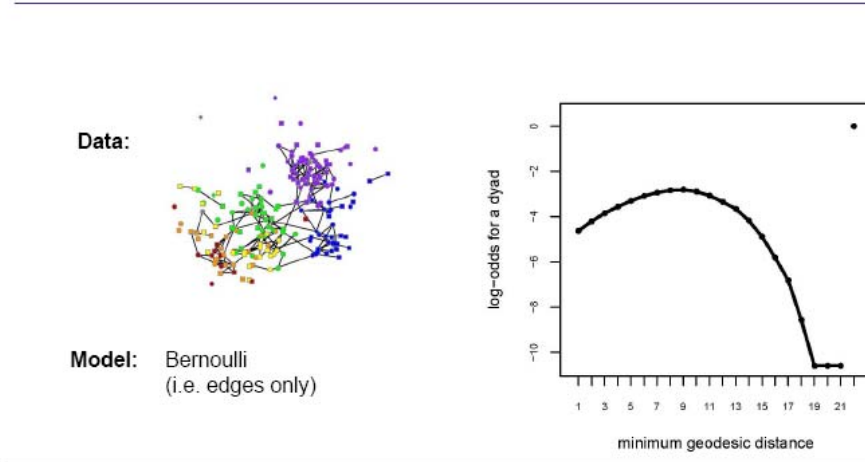 Data:
Model: Bernoulli
(i.e. edges only)
log-odds for a dyad
0
-2
-4
-6
-8
-10
1 3 5 7 9 11 13 15 17 19 21
minimum geodesic distance